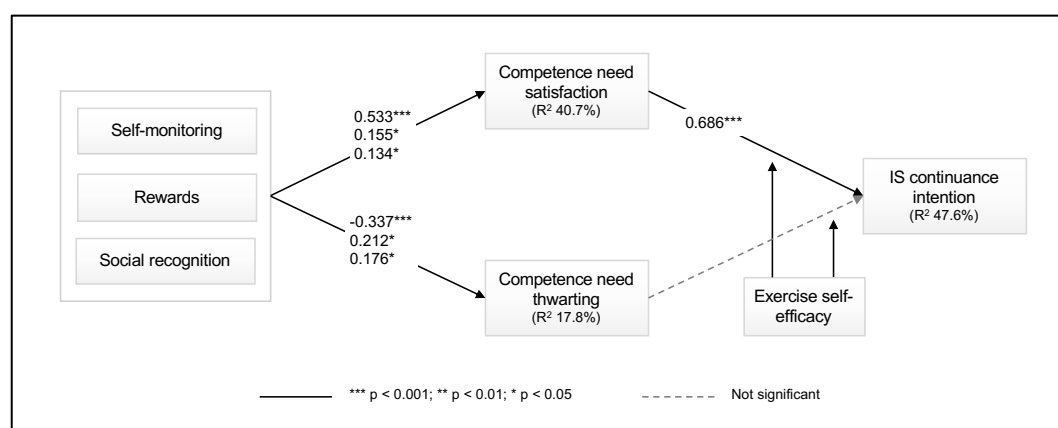 Competence need
satisfaction
(R² 40.7%)
Self-monitoring
0.533***
0.155*
0.134*
0.686***
Rewards
IS continuance
intention
(R² 47.6%)
Social recognition
-0.337***
0.212*
0.176*
Competence need
thwarting
(R² 17.8%)
Exercise self-
efficacy
*** p < 0.001; ** p < 0.01; * p < 0.05
Not significant